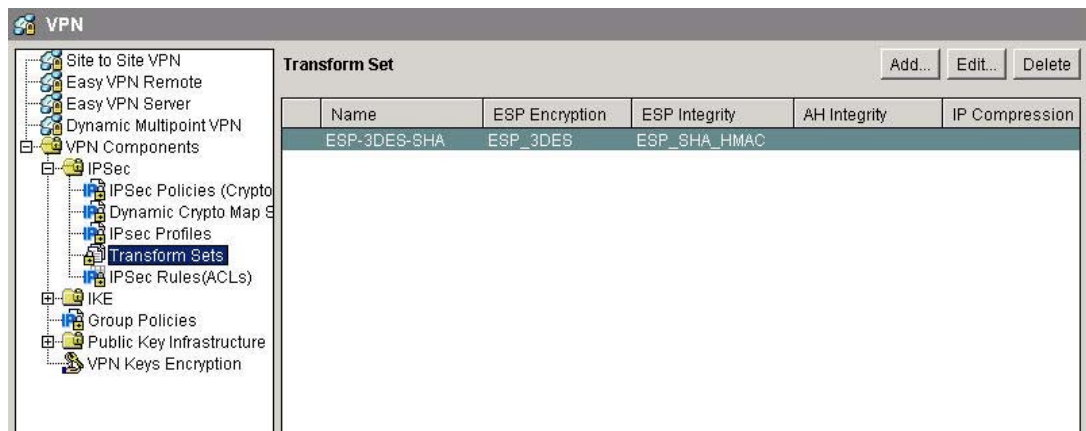 VPN
Site to Site VPN
Easy VPN Remote
Easy VPN Server
Dynamic Multipoint VPN
VPN Components
IPSec
IPSec Policies (Crypto
Dynamic Crypto Map S
IPsec Profiles
Transform Sets
IPSec Rules(ACLs)
IKE
Group Policies
Public Key Infrastructure
VPN Keys Encryption
Transform Set Add... Edit... Delete
Name ESP Encryption ESP Integrity AH Integrity IP Compression
ESP-3DES-SHA ESP_3DES ESP_SHA_HMAC